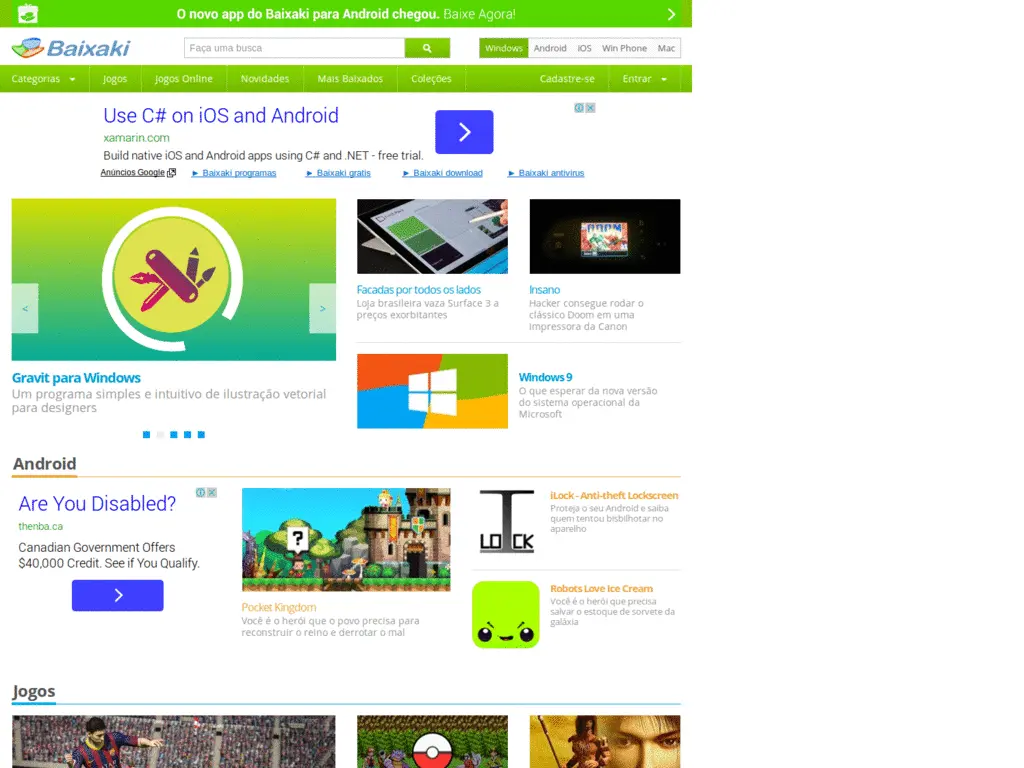 O novo app do Baixaki para Android chegou. Baixe Agora!
Baixaki
Faça uma busca
Windows Android iOS Win Phone Mac
Categorias Jogos Jogos Online Novidades Mais Baixados Coleções Cadastre-se Entrar
Use C# on iOS and Android
xamarin.com
Build native iOS and Android apps using C# and .NET - free trial.
Anúncios Google ► Baixaki programas ► Baixaki gratis ► Baixaki download ► Baixaki antivirus
< >
Gravit para Windows
Um programa simples e intuitivo de ilustração vetorial
para designers
DOOM
Facadas por todos os lados
Loja brasileira vaza Surface 3 a
preços exorbitantes
Insano
Hacker consegue rodar o
clássico Doom em uma
Impressora da Canon
Windows 9
O que esperar da nova versão
do sistema operacional da
Microsoft
Android
Are You Disabled?
thenba.ca
Canadian Government Offers
$40,000 Credit. See if You Qualify.
?
Pocket Kingdom
Você é o herói que o povo precisa para
reconstruir o reino e derrotar o mal
LOCK
iLock - Anti-theft Lockscreen
Proteja o seu Android e saiba
quem tentou bisbilhotar no
aparelho
Robots Love Ice Cream
Você é o herói que precisa
salvar o estoque de sorvete da
galáxia
Jogos